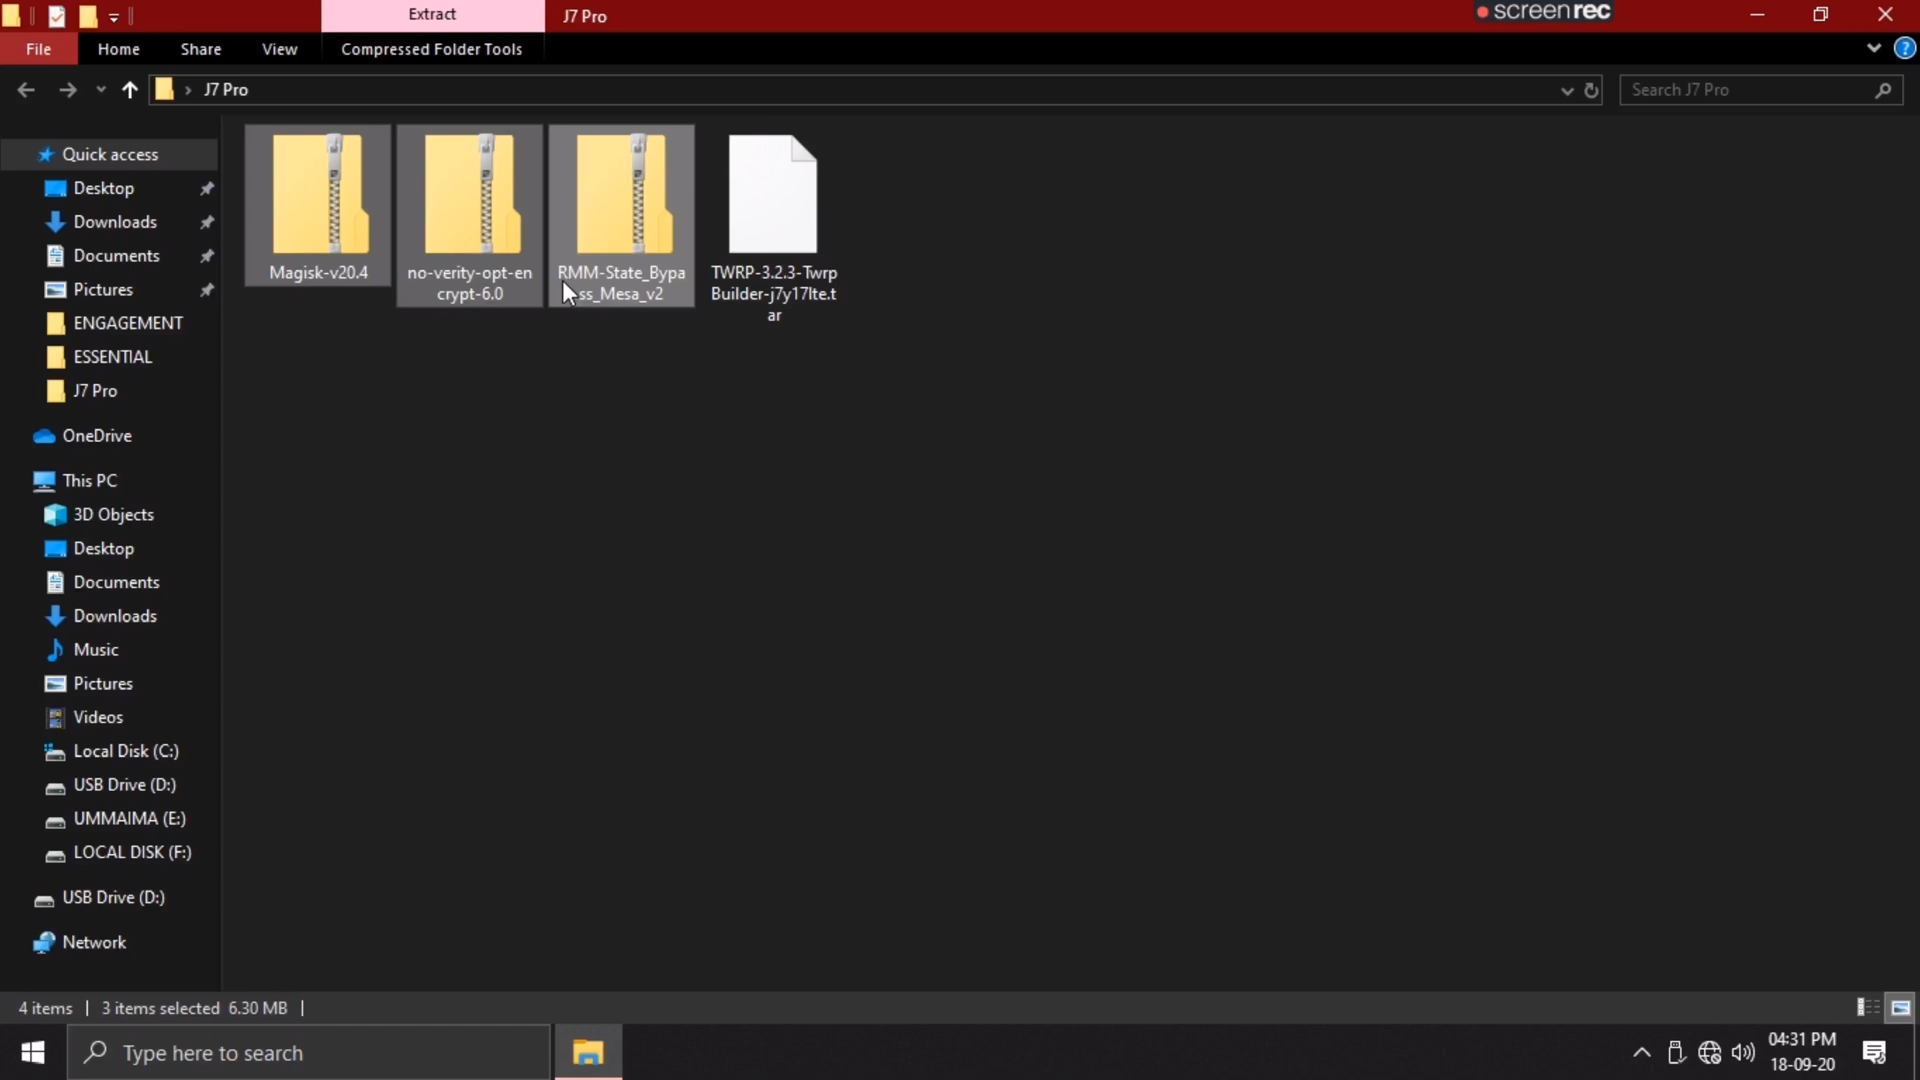 Extract
J7 Pro
screenrec
File
Home
Share
View
Compressed Folder Tools
J7 Pro
Search J7 Pro
Quick access
Desktop
Downloads
Documents
Pictures
ENGAGEMENT
ESSENTIAL
J7 Pro
OneDrive
This PC
3D Objects
Desktop
Documents
Downloads
Music
Pictures
Videos
Local Disk (C:)
USB Drive (D:)
UMMAIMA (E:)
LOCAL DISK (F:)
USB Drive (D:)
Network
Magisk-v20.4
no-verity-opt-en
crypt-6.0
RMM-State_Bypa
ss_Mesa_v2
TWRP-3.2.3-Twrp
Builder-j7y17lte.t
ar
4 items
3 items selected 6.30 MB
Type here to search
04:31 PM
18-09-20